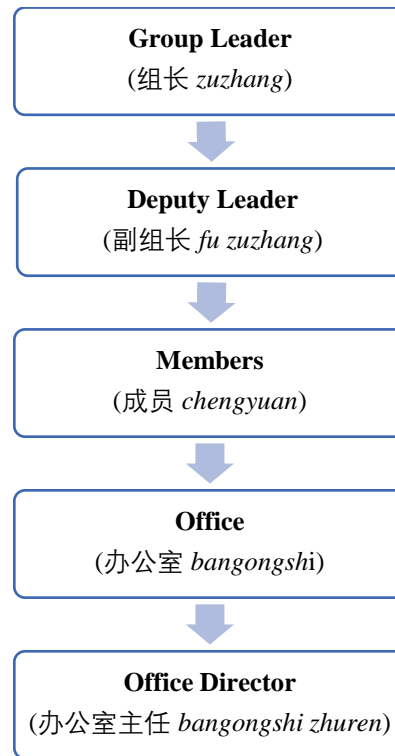 Group Leader
(组长 zuzhang)
Deputy Leader
(副组长 fu zuzhang)
Members
(成员 chengyuan)
Office
(办公室 bangongshi)
Office Director
(办公室主任 bangongshi zhuren)